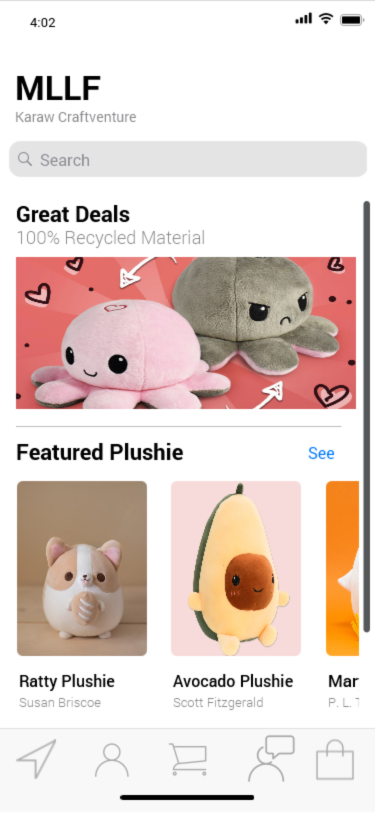 4:02
MLLF
Karaw Craftventure
Search
Great Deals
100% Recycled Material
Featured Plushie
See
Ratty Plushie
Avocado Plushie
Susan Briscoe
Scott Fitzgerald
P. L.